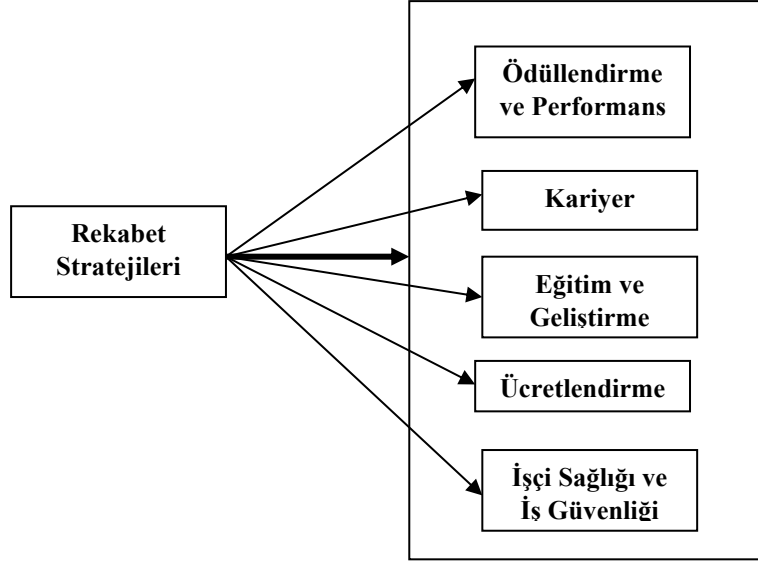 Ödüllendirme
ve Performans
Kariyer
Rekabet
Stratejileri
Eğitim ve
Geliştirme
Ücretlendirme
İşçi Sağlığı ve
İş Güvenliği